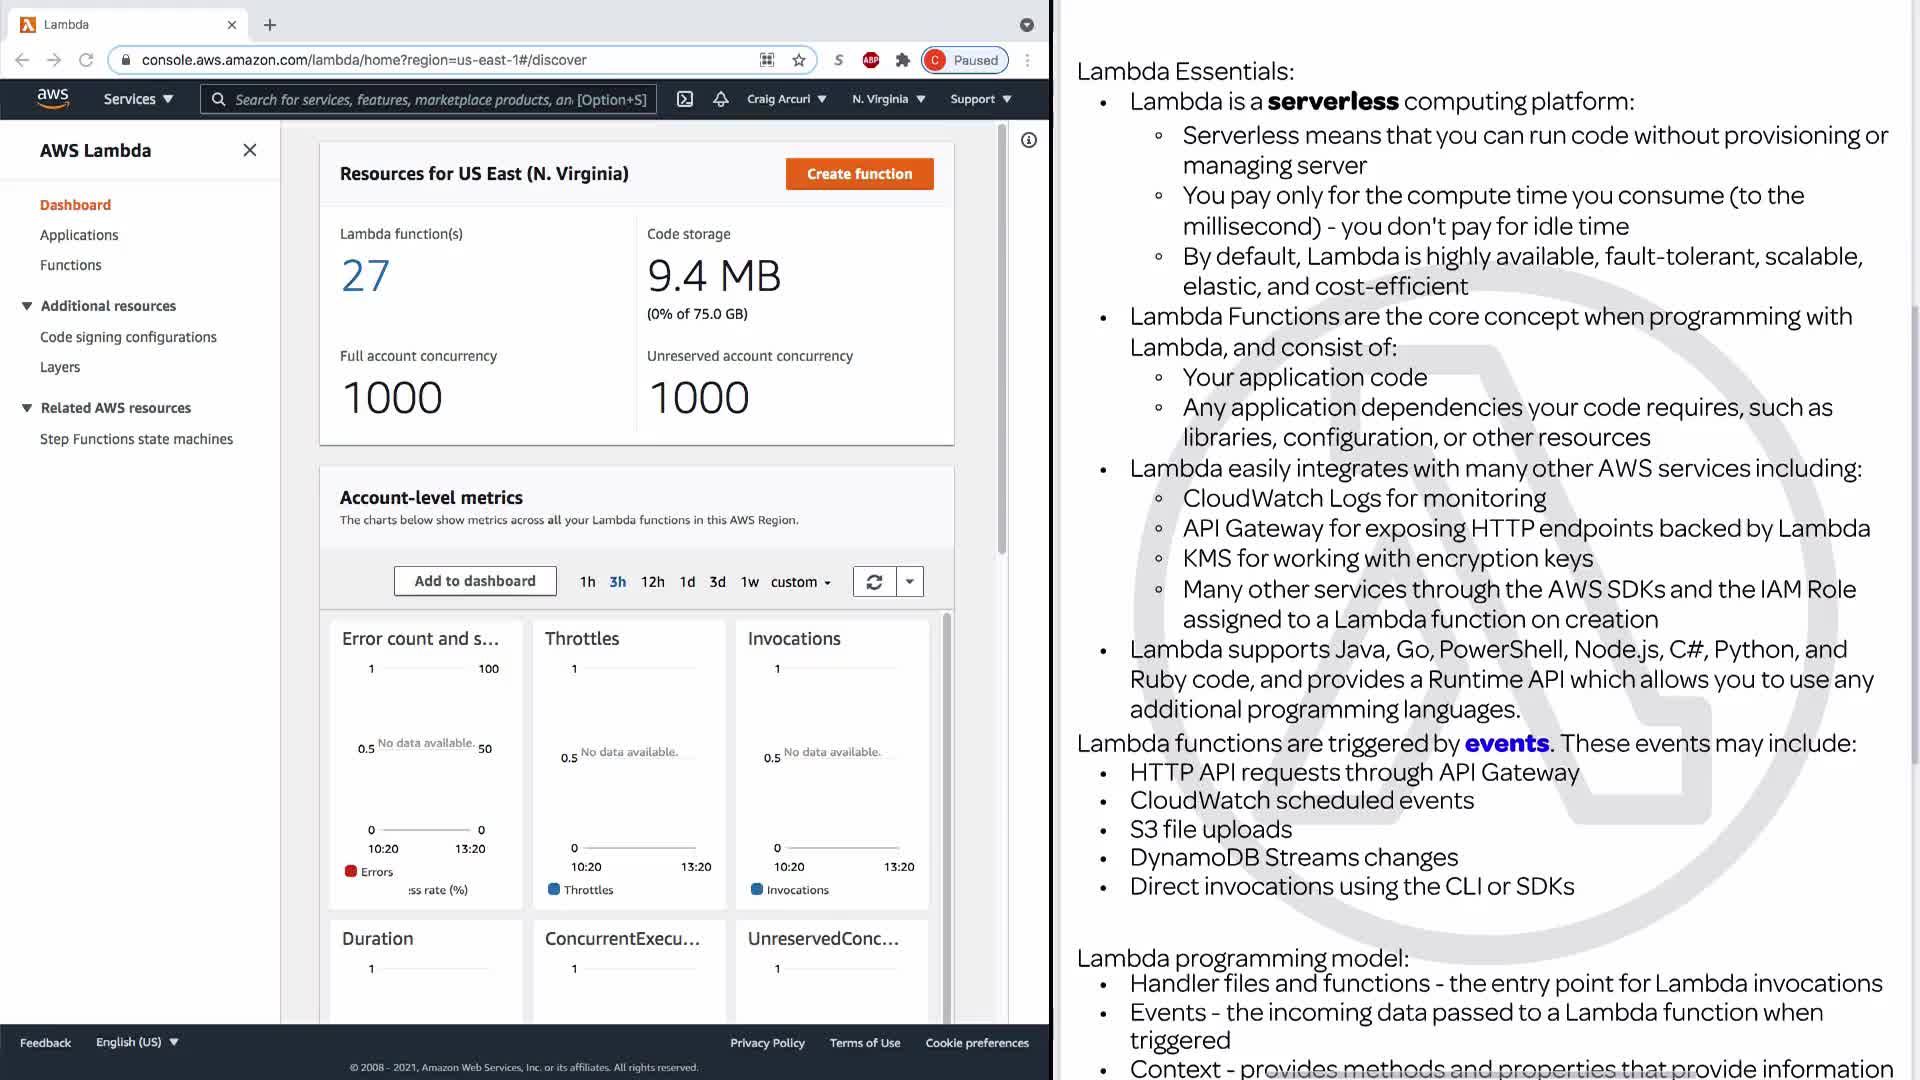 Lambda
console.aws.amazon.com/lambda/home?region=us-east-1#/discover
S
ABP
C Paused
aws
Services
Search for services, features, marketplace products, an [Option+S]
Craig Arcuri
N. Virginia
Support
AWS Lambda
Dashboard
Applications
Functions
Additional resources
Code signing configurations
Layers
Related AWS resources
Step Functions state machines
Resources for US East (N. Virginia)
Create function
Lambda function(s)
27
Code storage
9.4 MB
(0% of 75.0 GB)
Full account concurrency
1000
Unreserved account concurrency
1000
Account-level metrics
The charts below show metrics across all your Lambda functions in this AWS Region.
Add to dashboard
1h 3h 12h 1d 3d 1w custom
Error count and s...
1 100
0.5 No data available. 50
0 0
10:20 13:20
Errors
ss rate (%)
Throttles
1
0.5 No data available.
0
10:20 13:20
Throttles
Invocations
1
0.5 No data available.
0
10:20 13:20
Invocations
Duration
1
ConcurrentExecu...
1
UnreservedConc...
1
Feedback
English (US)
Privacy Policy
Terms of Use
Cookie preferences
© 2008 - 2021, Amazon Web Services, Inc. or its affiliates. All rights reserved.
Lambda Essentials:
• Lambda is a serverless computing platform:
◦ Serverless means that you can run code without provisioning or
managing server
◦ You pay only for the compute time you consume (to the
millisecond) - you don't pay for idle time
◦ By default, Lambda is highly available, fault-tolerant, scalable,
elastic, and cost-efficient
• Lambda Functions are the core concept when programming with
Lambda, and consist of:
◦ Your application code
◦ Any application dependencies your code requires, such as
libraries, configuration, or other resources
• Lambda easily integrates with many other AWS services including:
◦ CloudWatch Logs for monitoring
◦ API Gateway for exposing HTTP endpoints backed by Lambda
◦ KMS for working with encryption keys
◦ Many other services through the AWS SDKs and the IAM Role
assigned to a Lambda function on creation
• Lambda supports Java, Go, PowerShell, Node.js, C#, Python, and
Ruby code, and provides a Runtime API which allows you to use any
additional programming languages.
Lambda functions are triggered by events. These events may include:
• HTTP API requests through API Gateway
• CloudWatch scheduled events
• S3 file uploads
• DynamoDB Streams changes
• Direct invocations using the CLI or SDKs
Lambda programming model:
• Handler files and functions - the entry point for Lambda invocations
• Events - the incoming data passed to a Lambda function when
triggered
• Context - provides methods and properties that provide information